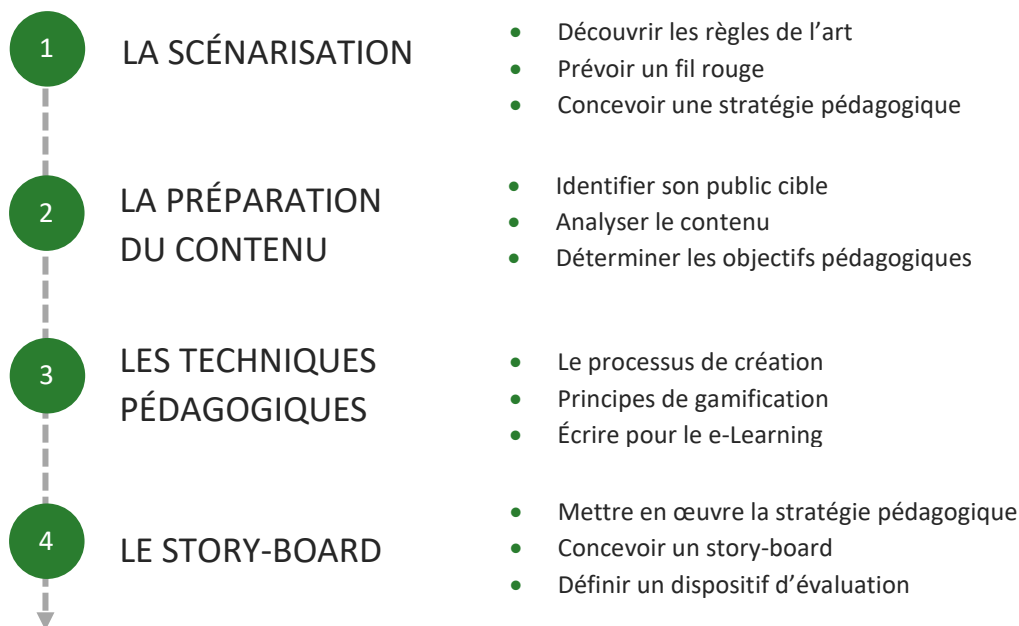 1
LA SCÉNARISATION
• Découvrir les règles de l’art
• Prévoir un fil rouge
• Concevoir une stratégie pédagogique
2
LA PRÉPARATION
DU CONTENU
• Identifier son public cible
• Analyser le contenu
• Déterminer les objectifs pédagogiques
3
LES TECHNIQUES
PÉDAGOGIQUES
• Le processus de création
• Principes de gamification
• Écrire pour le e-Learning
4
LE STORY-BOARD
• Mettre en œuvre la stratégie pédagogique
• Concevoir un story-board
• Définir un dispositif d’évaluation